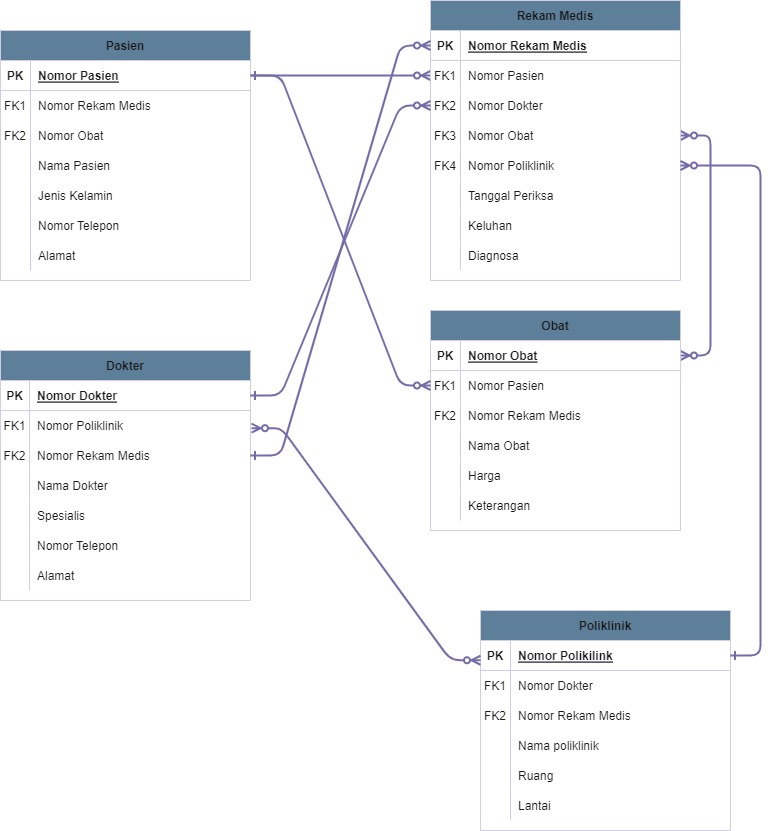 Pasien
PK Nomor Pasien
FK1 Nomor Rekam Medis
FK2 Nomor Obat
Nama Pasien
Jenis Kelamin
Nomor Telepon
Alamat
Rekam Medis
PK Nomor Rekam Medis
FK1 Nomor Pasien
FK2 Nomor Dokter
FK3 Nomor Obat
FK4 Nomor Poliklinik
Tanggal Periksa
Keluhan
Diagnosa
Dokter
PK Nomor Dokter
FK1 Nomor Poliklinik
FK2 Nomor Rekam Medis
Nama Dokter
Spesialis
Nomor Telepon
Alamat
Obat
PK Nomor Obat
FK1 Nomor Pasien
FK2 Nomor Rekam Medis
Nama Obat
Harga
Keterangan
Poliklinik
PK Nomor Polikilink
FK1 Nomor Dokter
FK2 Nomor Rekam Medis
Nama poliklinik
Ruang
Lantai